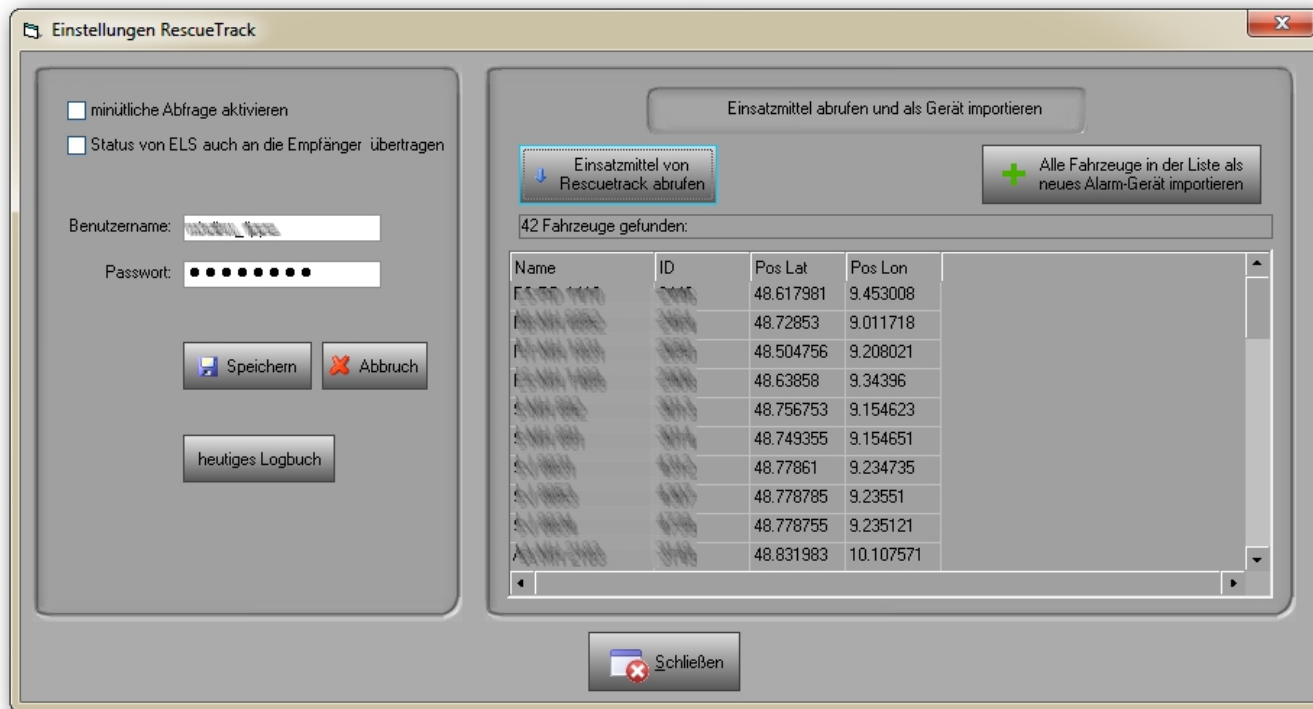 Einstellungen RescueTrack
minütliche Abfrage aktivieren
Status von ELS auch an die Empfänger übertragen
Benutzername:
Passwort: ●●●●●●●●
Speichern
Abbruch
heutiges Logbuch
Einsatzmittel abrufen und als Gerät importieren
Einsatzmittel von
Rescuetrack abrufen
Alle Fahrzeuge in der Liste als
neues Alarm-Gerät importieren
42 Fahrzeuge gefunden:
Name ID Pos Lat Pos Lon
48.617981 9.453008
48.72853 9.011718
48.504756 9.208021
48.63858 9.34396
48.756753 9.154623
48.749355 9.154651
48.77861 9.234735
48.778785 9.23551
48.778755 9.235121
48.831983 10.107571
Schließen